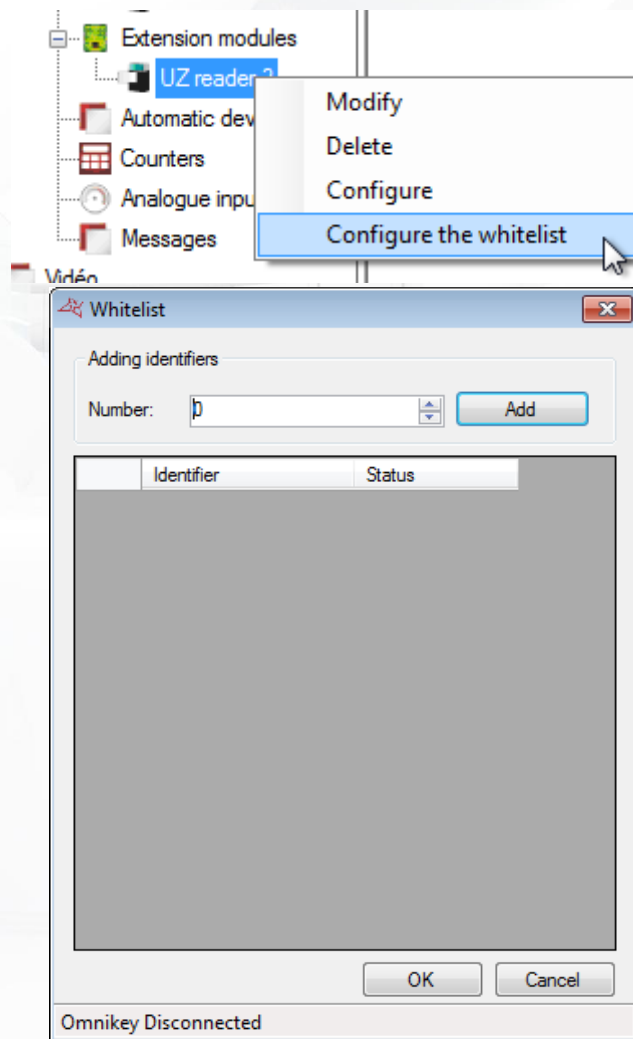 Extension modules
UZ reader 2
Modify
Automatic dev
Delete
Counters
Configure
Analogue inpu
Configure the whitelist
Messages
Vidéo
Whitelist
Adding identifiers
Number: 0 Add
Identifier Status
OK Cancel
Omnikey Disconnected